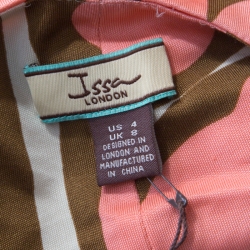 Issa
LONDON
US 4
UK 8
DESIGNED IN
LONDON AND
MANUFACTURED
IN CHINA